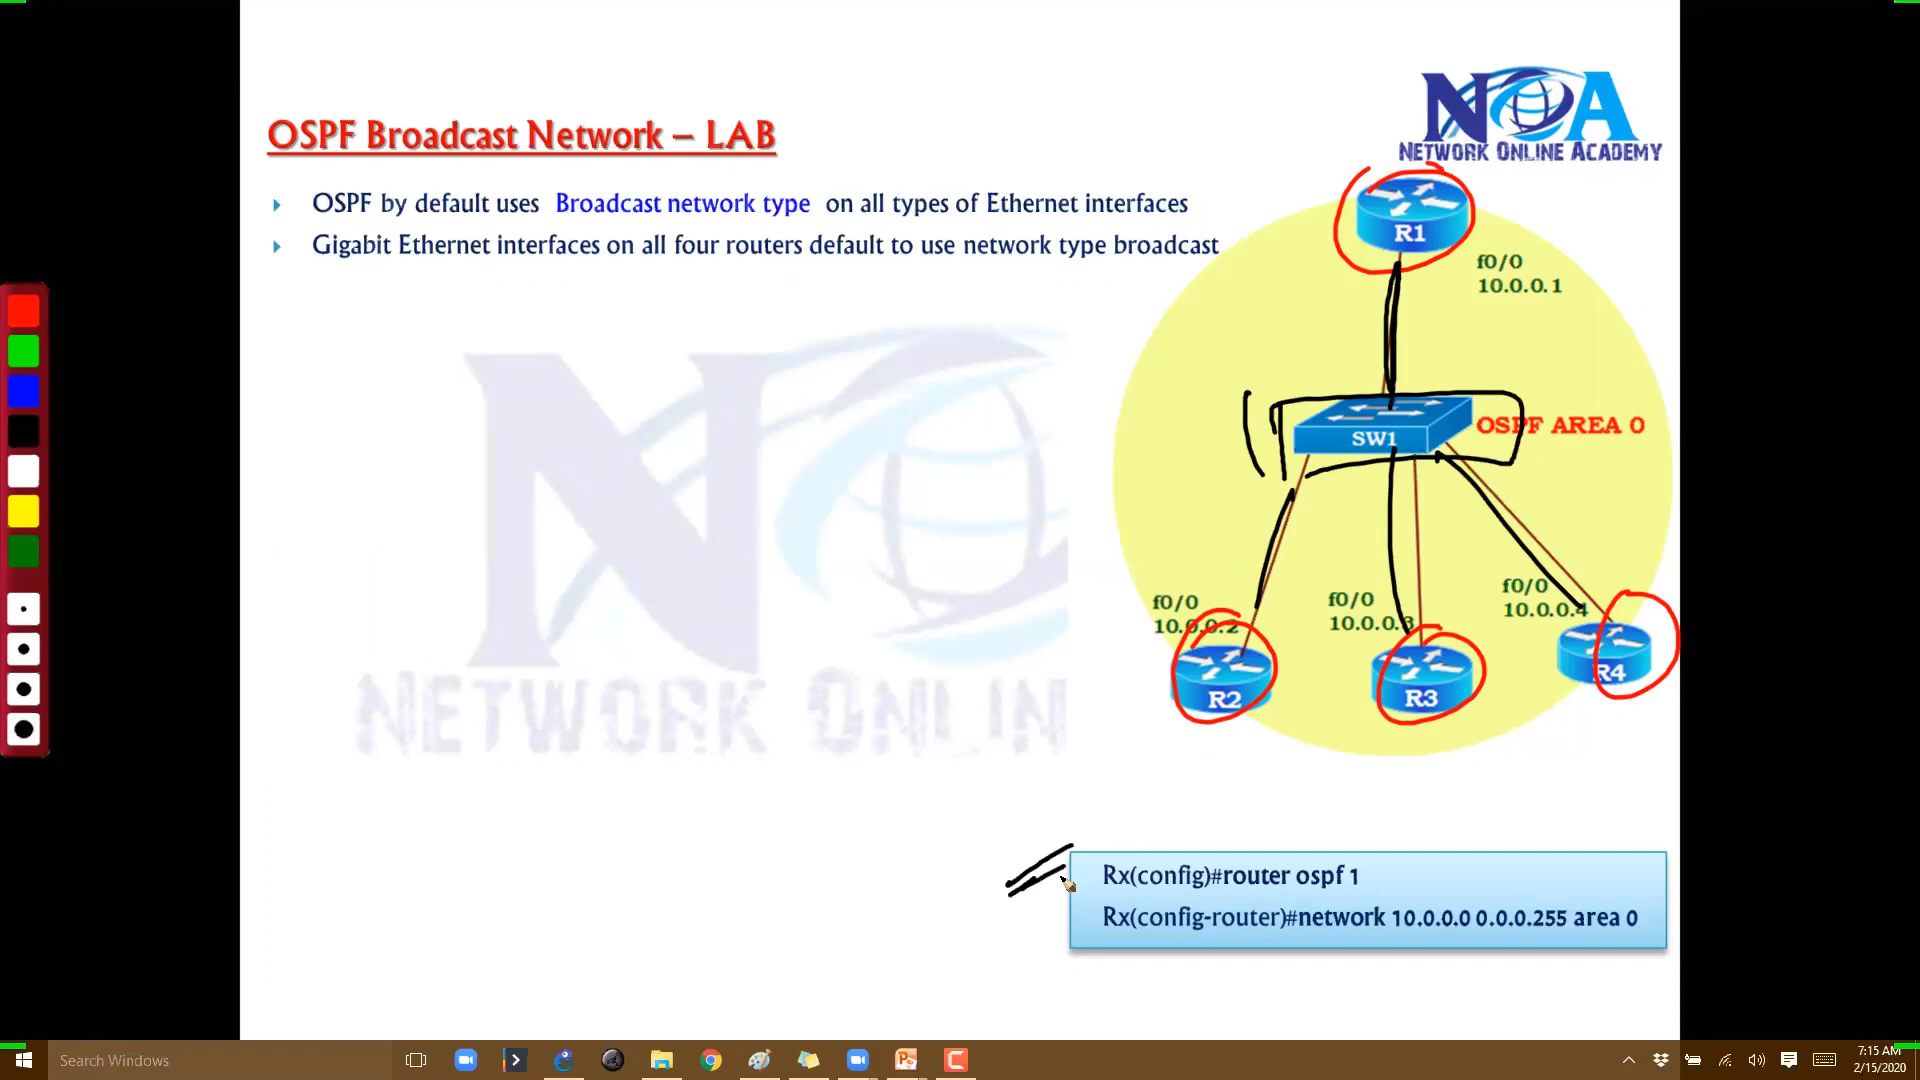 NOA
NETWORK ONLINE ACADEMY
OSPF Broadcast Network – LAB
OSPF by default uses Broadcast network type on all types of Ethernet interfaces
Gigabit Ethernet interfaces on all four routers default to use network type broadcast
R1
f0/0
10.0.0.1
SW1
OSPF AREA 0
f0/0
10.0.0.2
f0/0
10.0.0.3
f0/0
10.0.0.4
R2
R3
R4
N
NETWORK ONLIN
Rx(config)#router ospf 1
Rx(config-router)#network 10.0.0.0 0.0.0.255 area 0
Search Windows
7:15 AM
2/15/2020